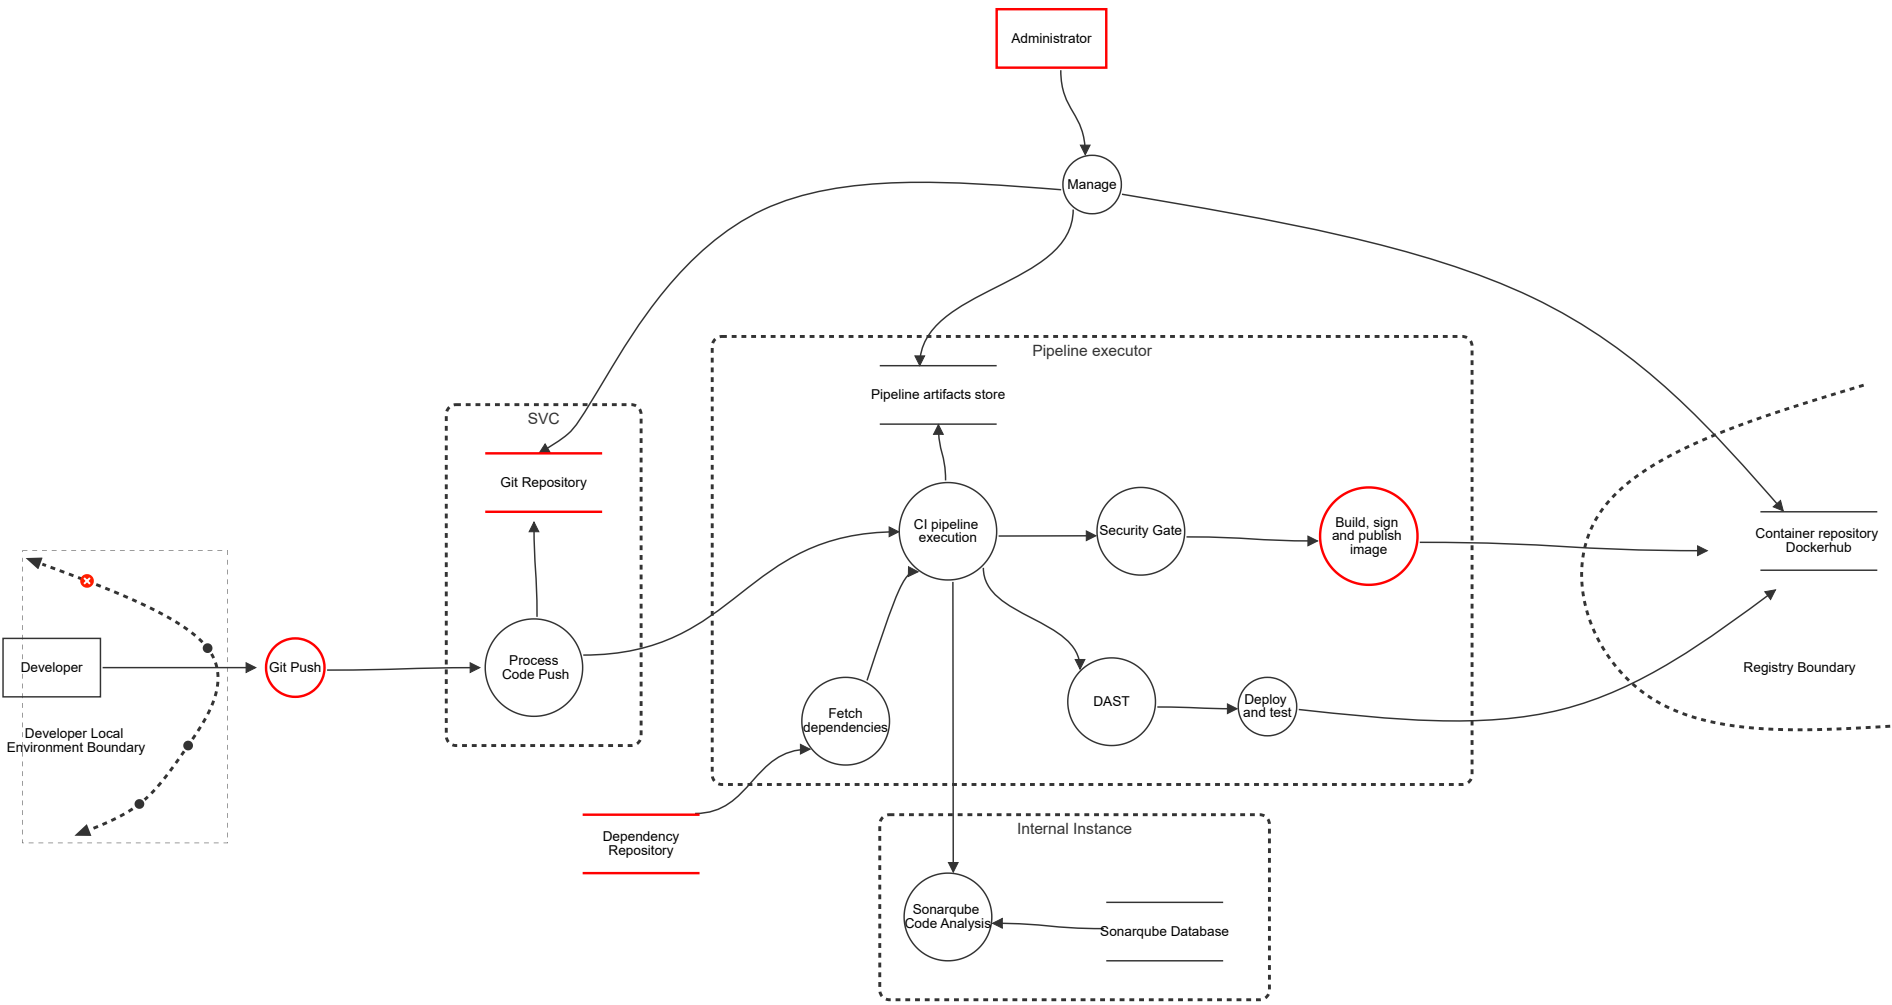 Administrator
Manage
Pipeline executor
Pipeline artifacts store
SVC
Git Repository
CI pipeline
execution
Security Gate
Build, sign
and publish
image
Container repository
Dockerhub
Developer
Git Push
Process
Code Push
Registry Boundary
Developer Local
Environment Boundary
Fetch
dependencies
DAST
Deploy
and test
Dependency
Repository
Internal Instance
Sonarqube
Code Analysis
Sonarqube Database